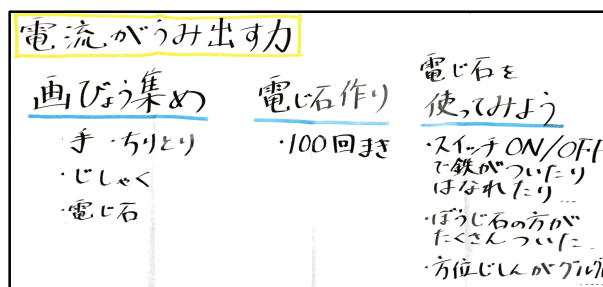 電流がうみ出す力
画びょう集め
・手 ・ちりとり
・じしゃく
・電じ石
電じ石作り
・100回まき
電じ石を
使ってみよう
・スイッチ ON/OFF
で鉄がついたり
はなれたり…
・ぼうじ石の方が
たくさんついた…
・方位じしんがグルグル